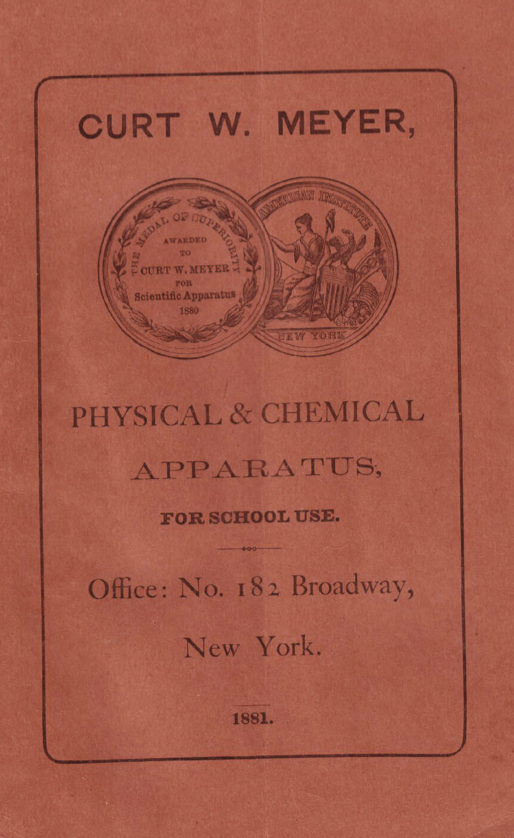 CURT W. MEYER,
THE MEDAL OF SUPERIORITY
AWARDED
TO
CURT W. MEYER
FOR
Scientific Apparatus
1880
AMERICAN INSTITUTE
NEW YORK
PHYSICAL & CHEMICAL
APPARATUS,
FOR SCHOOL USE.
Office: No. 182 Broadway,
New York.
1881.